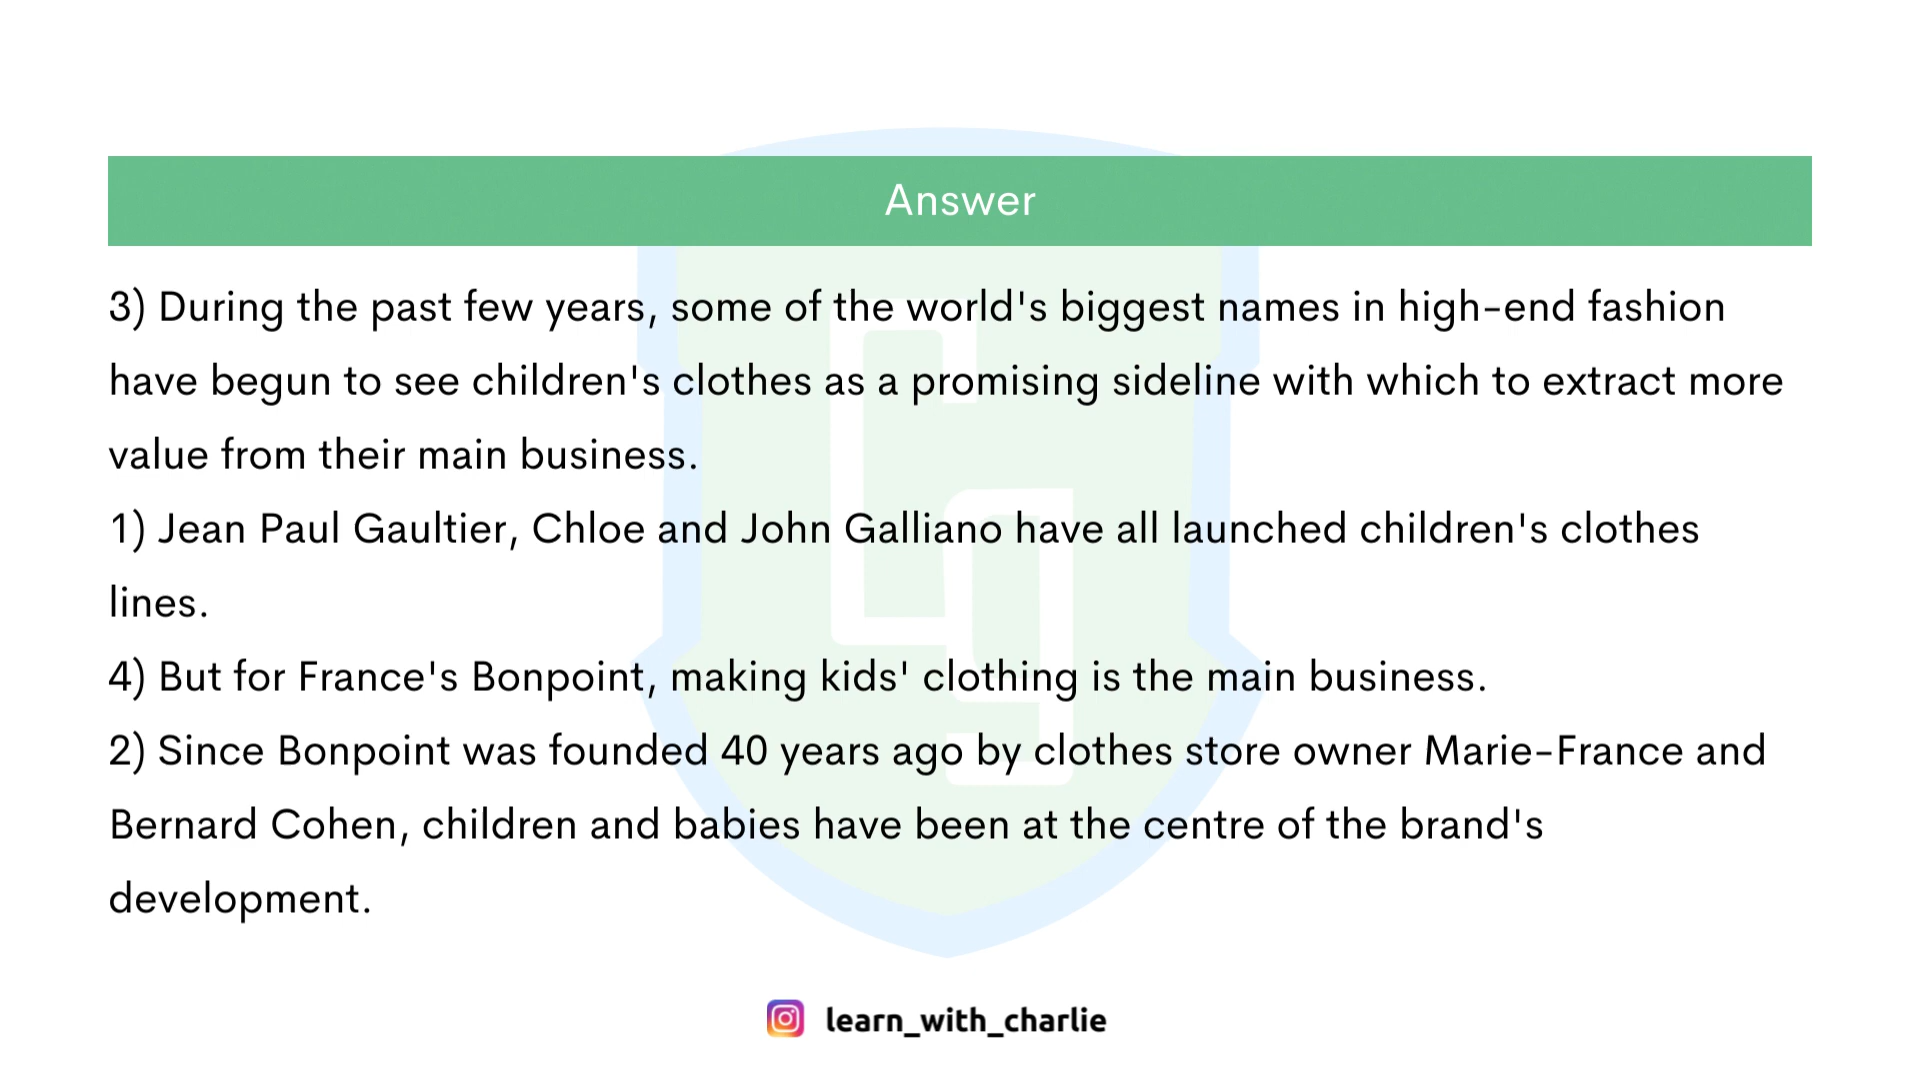 Answer
3) During the past few years, some of the world's biggest names in high-end fashion
have begun to see children's clothes as a promising sideline with which to extract more
value from their main business.
1) Jean Paul Gaultier, Chloe and John Galliano have all launched children's clothes
lines.
4) But for France's Bonpoint, making kids' clothing is the main business.
2) Since Bonpoint was founded 40 years ago by clothes store owner Marie-France and
Bernard Cohen, children and babies have been at the centre of the brand's
development.
learn_with_charlie